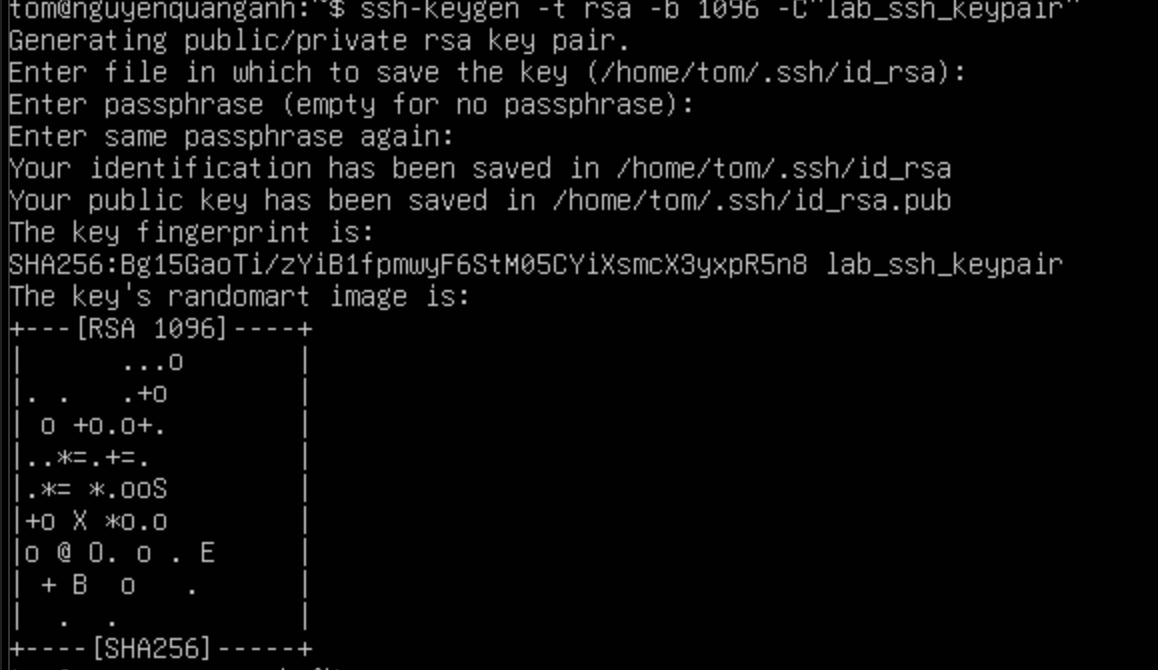 tom@nguyenquanganh:~$ ssh-keygen -t rsa -b 1096 -C"lab_ssh_keypair"
Generating public/private rsa key pair.
Enter file in which to save the key (/home/tom/.ssh/id_rsa):
Enter passphrase (empty for no passphrase):
Enter same passphrase again:
Your identification has been saved in /home/tom/.ssh/id_rsa
Your public key has been saved in /home/tom/.ssh/id_rsa.pub
The key fingerprint is:
SHA256:Bg15GaoTi/zYiB1fpmwyF6StM05CYiXsmcX3yxpR5n8 lab_ssh_keypair
The key's randomart image is:
+---[RSA 1096]----+
|      ...o       |
|. .   .+o        |
| o +o.o+.        |
|..*=.+=.         |
|.*= *.ooS        |
|+o X *o.o        |
|o @ O. o . E     |
| + B  o   .      |
|  .  .           |
+----[SHA256]-----+